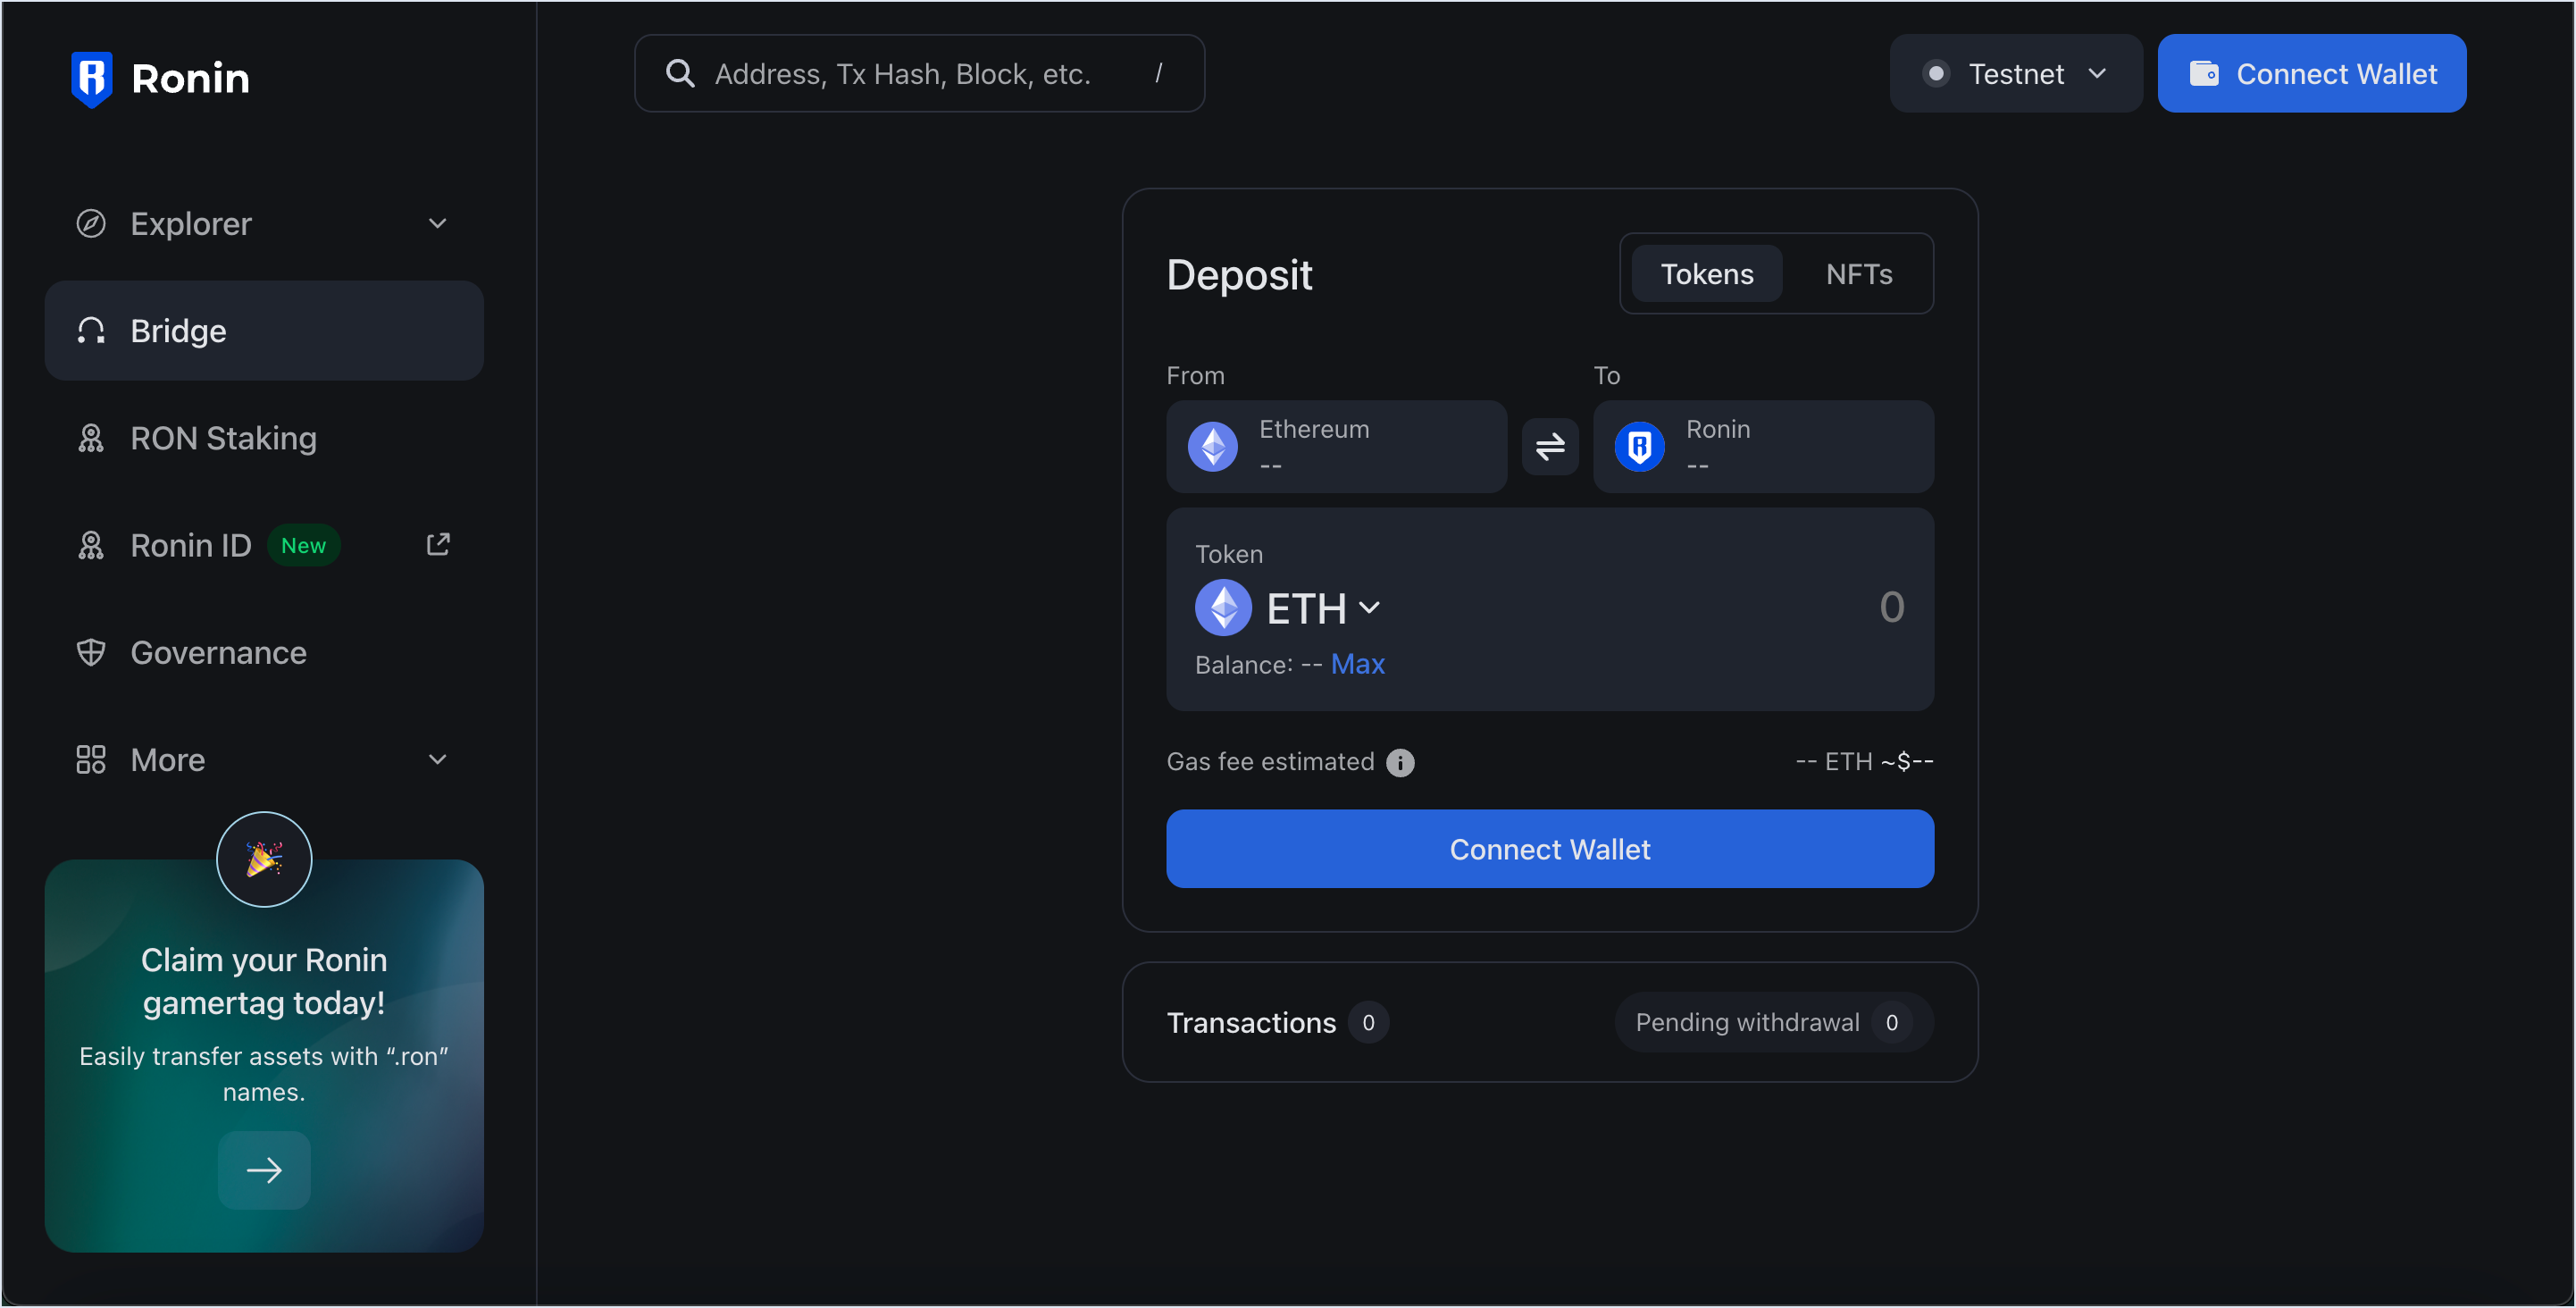 Ronin
Address, Tx Hash, Block, etc. /
Testnet
Connect Wallet
Explorer
Bridge
RON Staking
Ronin ID New
Governance
More
Claim your Ronin
gamertag today!
Easily transfer assets with “.ron”
names.
Deposit
Tokens NFTs
From To
Ethereum
--
Ronin
--
Token
ETH 0
Balance: -- Max
Gas fee estimated -- ETH ~$--
Connect Wallet
Transactions 0 Pending withdrawal 0